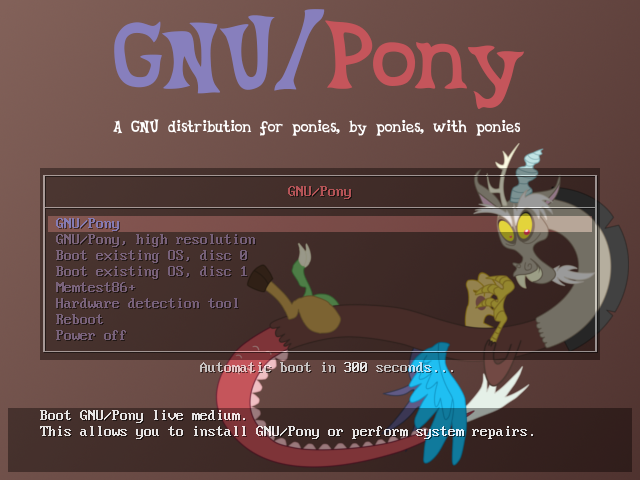 GNU/Pony
A GNU distribution for ponies, by ponies, with ponies
GNU/Pony
GNU/Pony
GNU/Pony, high resolution
Boot existing OS, disc 0
Boot existing OS, disc 1
Memtest86+
Hardware detection tool
Reboot
Power off
Automatic boot in 300 seconds...
Boot GNU/Pony live medium.
This allows you to install GNU/Pony or perform system repairs.